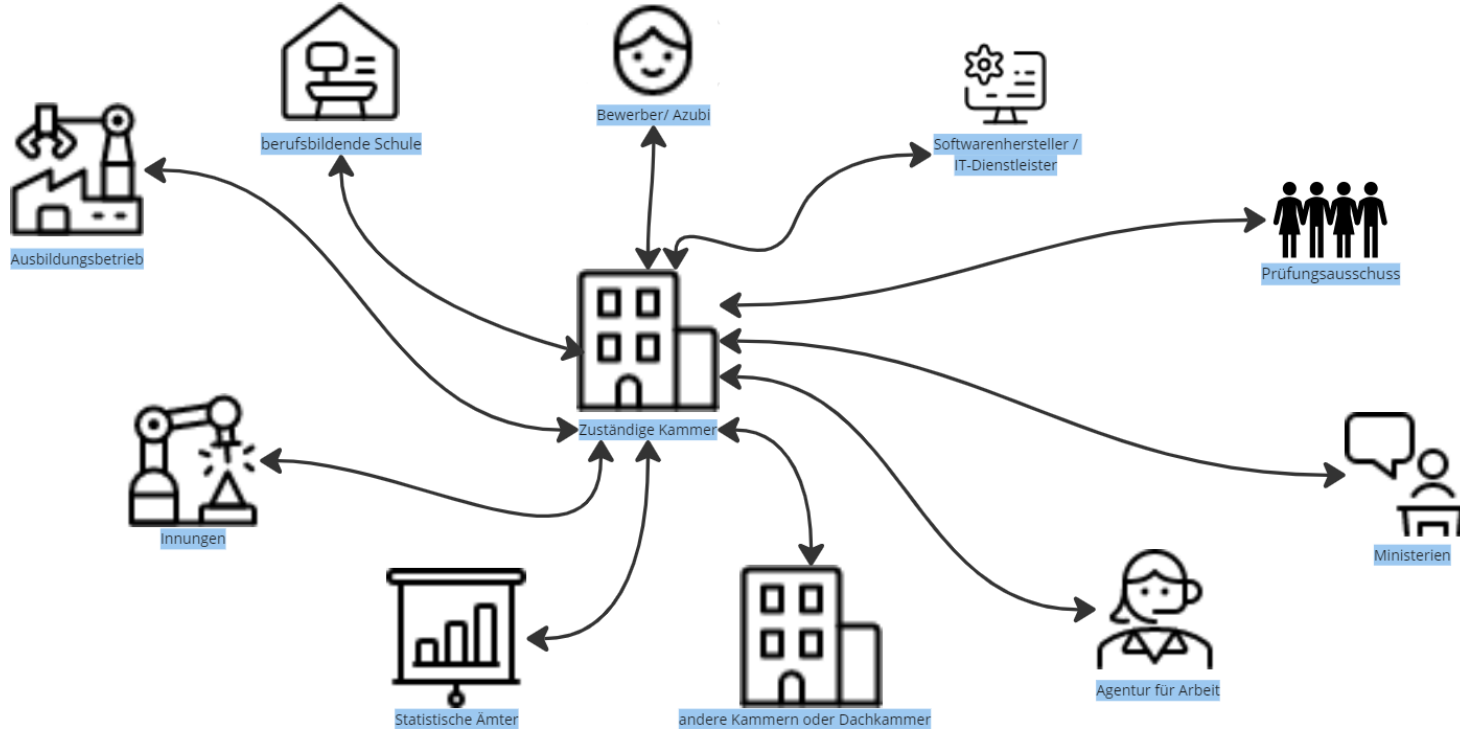 Bewerber/ Azubi
berufsbildende Schule
Softwarenhersteller /
IT-Dienstleister
Ausbildungsbetrieb
Prüfungsausschuss
Zuständige Kammer
Innungen
Ministerien
Agentur für Arbeit
Statistische Ämter
andere Kammern oder Dachkammer